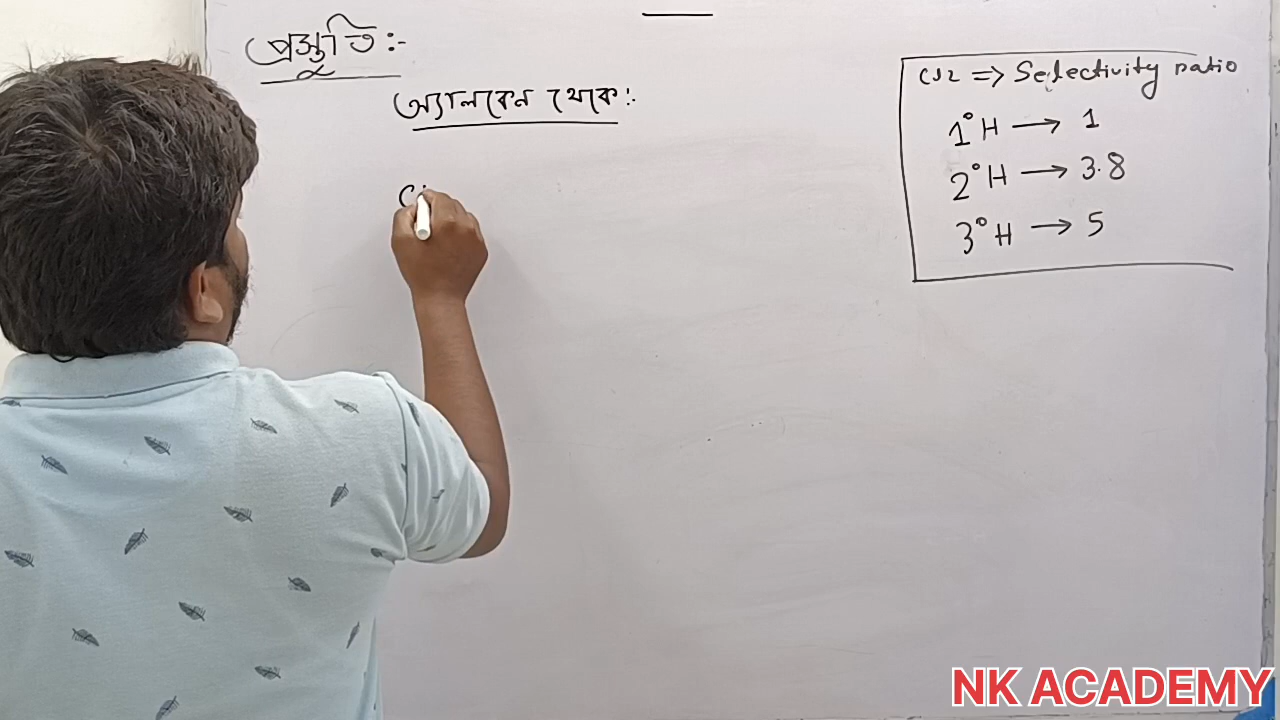 প্রস্তুতি:-
অ্যালকেন থেকে:-
C
Cl2 => Selectivity ratio
1° H → 1
2° H → 3.8
3° H → 5
NK ACADEMY